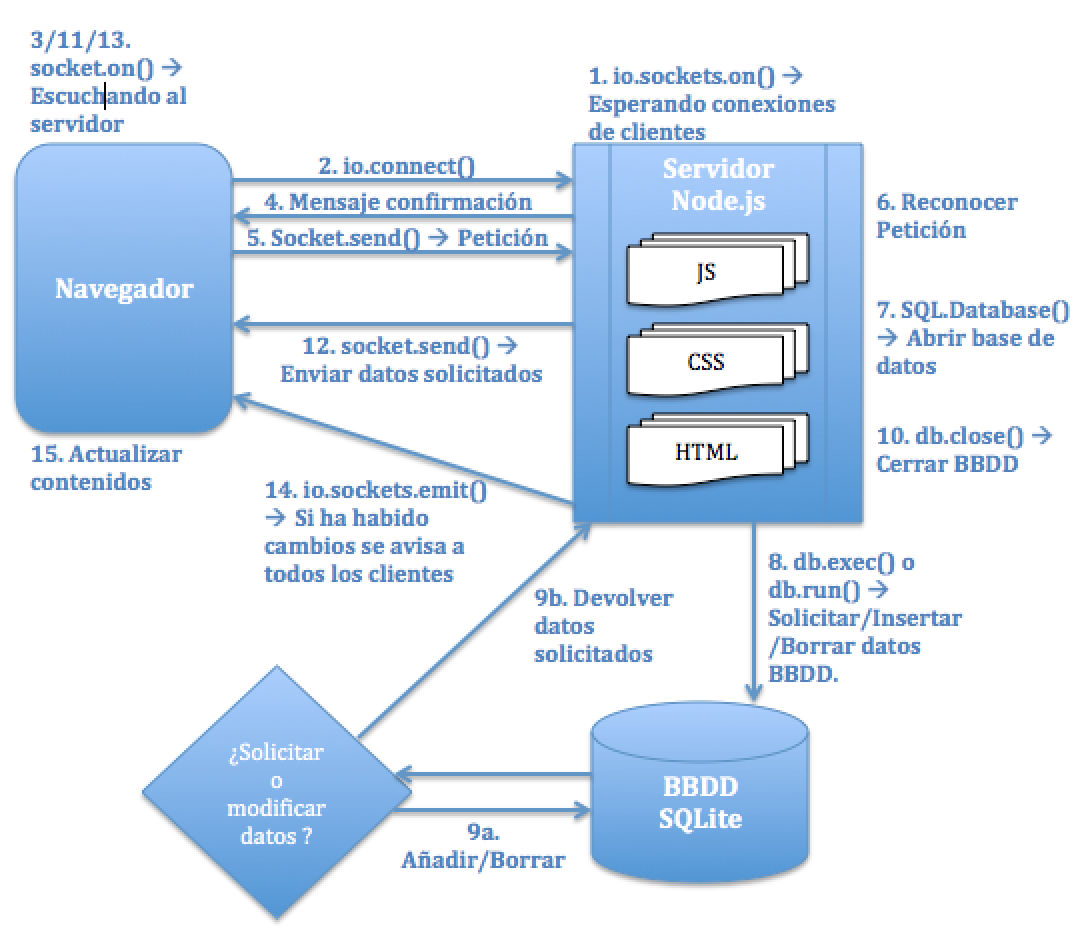 3/11/13.
socket.on() →
Escuchando al
servidor
1. io.sockets.on() →
Esperando conexiones
de clientes
2. io.connect()
4. Mensaje confirmación
5. Socket.send() → Petición
Navegador
Servidor
Node.js
JS
CSS
HTML
6. Reconocer
Petición
7. SQL.Database()
→ Abrir base de
datos
10. db.close() →
Cerrar BBDD
12. socket.send() →
Enviar datos solicitados
15. Actualizar
contenidos
14. io.sockets.emit()
→ Si ha habido
cambios se avisa a
todos los clientes
9b. Devolver
datos
solicitados
8. db.exec() o
db.run() →
Solicitar/Insertar
/Borrar datos
BBDD.
¿Solicitar
o
modificar
datos ?
BBDD
SQLite
9a.
Añadir/Borrar